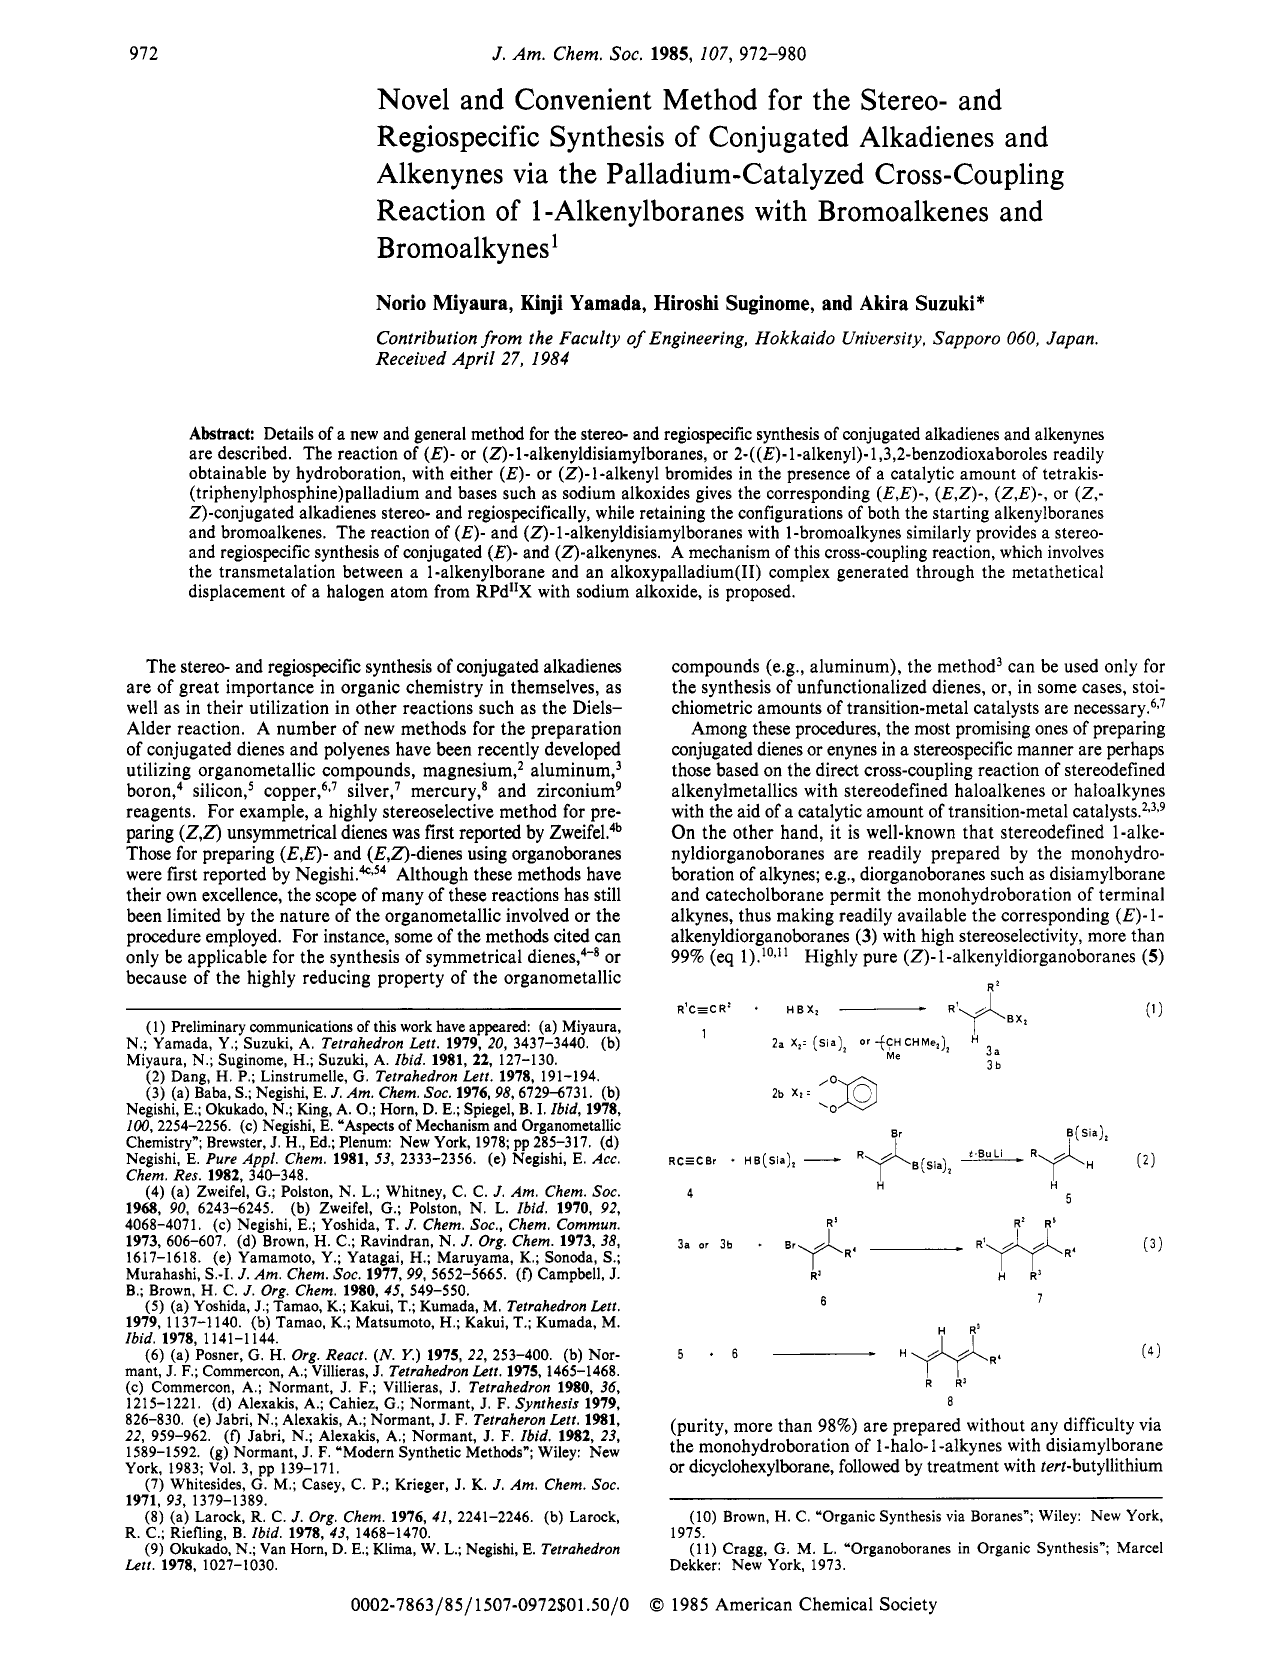 972
J. Am. Chem. Soc. 1985, 107, 972–980
Novel and Convenient Method for the Stereo- and
Regiospecific Synthesis of Conjugated Alkadienes and
Alkenynes via the Palladium-Catalyzed Cross-Coupling
Reaction of 1-Alkenylboranes with Bromoalkenes and
Bromoalkynes¹
Norio Miyaura, Kinji Yamada, Hiroshi Suginome, and Akira Suzuki*
Contribution from the Faculty of Engineering, Hokkaido University, Sapporo 060, Japan.
Received April 27, 1984
Abstract: Details of a new and general method for the stereo- and regiospecific synthesis of conjugated alkadienes and alkenynes
are described. The reaction of (E)- or (Z)-1-alkenyldisiamylboranes, or 2-((E)-1-alkenyl)-1,3,2-benzodioxaboroles readily
obtainable by hydroboration, with either (E)- or (Z)-1-alkenyl bromides in the presence of a catalytic amount of tetrakis-
(triphenylphosphine)palladium and bases such as sodium alkoxides gives the corresponding (E,E)-, (E,Z)-, (Z,E)-, or (Z,-
Z)-conjugated alkadienes stereo- and regiospecifically, while retaining the configurations of both the starting alkenylboranes
and bromoalkenes. The reaction of (E)- and (Z)-1-alkenyldisiamylboranes with 1-bromoalkynes similarly provides a stereo-
and regiospecific synthesis of conjugated (E)- and (Z)-alkenynes. A mechanism of this cross-coupling reaction, which involves
the transmetalation between a 1-alkenylborane and an alkoxypalladium(II) complex generated through the metathetical
displacement of a halogen atom from RPdᴵᴵX with sodium alkoxide, is proposed.
The stereo- and regiospecific synthesis of conjugated alkadienes
are of great importance in organic chemistry in themselves, as
well as in their utilization in other reactions such as the Diels–
Alder reaction. A number of new methods for the preparation
of conjugated dienes and polyenes have been recently developed
utilizing organometallic compounds, magnesium,² aluminum,³
boron,⁴ silicon,⁵ copper,⁶,⁷ silver,⁷ mercury,⁸ and zirconium⁹
reagents. For example, a highly stereoselective method for pre-
paring (Z,Z) unsymmetrical dienes was first reported by Zweifel.⁴ᵇ
Those for preparing (E,E)- and (E,Z)-dienes using organoboranes
were first reported by Negishi.⁴ᶜ,⁵⁴ Although these methods have
their own excellence, the scope of many of these reactions has still
been limited by the nature of the organometallic involved or the
procedure employed. For instance, some of the methods cited can
only be applicable for the synthesis of symmetrical dienes,⁴⁻⁸ or
because of the highly reducing property of the organometallic
(1) Preliminary communications of this work have appeared: (a) Miyaura,
N.; Yamada, Y.; Suzuki, A. Tetrahedron Lett. 1979, 20, 3437–3440. (b)
Miyaura, N.; Suginome, H.; Suzuki, A. Ibid. 1981, 22, 127–130.
(2) Dang, H. P.; Linstrumelle, G. Tetrahedron Lett. 1978, 191–194.
(3) (a) Baba, S.; Negishi, E. J. Am. Chem. Soc. 1976, 98, 6729–6731. (b)
Negishi, E.; Okukado, N.; King, A. O.; Horn, D. E.; Spiegel, B. I. Ibid, 1978,
100, 2254–2256. (c) Negishi, E. “Aspects of Mechanism and Organometallic
Chemistry”; Brewster, J. H., Ed.; Plenum: New York, 1978; pp 285–317. (d)
Negishi, E. Pure Appl. Chem. 1981, 53, 2333–2356. (e) Negishi, E. Acc.
Chem. Res. 1982, 340–348.
(4) (a) Zweifel, G.; Polston, N. L.; Whitney, C. C. J. Am. Chem. Soc.
1968, 90, 6243–6245. (b) Zweifel, G.; Polston, N. L. Ibid. 1970, 92,
4068–4071. (c) Negishi, E.; Yoshida, T. J. Chem. Soc., Chem. Commun.
1973, 606–607. (d) Brown, H. C.; Ravindran, N. J. Org. Chem. 1973, 38,
1617–1618. (e) Yamamoto, Y.; Yatagai, H.; Maruyama, K.; Sonoda, S.;
Murahashi, S.-I. J. Am. Chem. Soc. 1977, 99, 5652–5665. (f) Campbell, J.
B.; Brown, H. C. J. Org. Chem. 1980, 45, 549–550.
(5) (a) Yoshida, J.; Tamao, K.; Kakui, T.; Kumada, M. Tetrahedron Lett.
1979, 1137–1140. (b) Tamao, K.; Matsumoto, H.; Kakui, T.; Kumada, M.
Ibid. 1978, 1141–1144.
(6) (a) Posner, G. H. Org. React. (N. Y.) 1975, 22, 253–400. (b) Nor-
mant, J. F.; Commercon, A.; Villieras, J. Tetrahedron Lett. 1975, 1465–1468.
(c) Commercon, A.; Normant, J. F.; Villieras, J. Tetrahedron 1980, 36,
1215–1221. (d) Alexakis, A.; Cahiez, G.; Normant, J. F. Synthesis 1979,
826–830. (e) Jabri, N.; Alexakis, A.; Normant, J. F. Tetraheron Lett. 1981,
22, 959–962. (f) Jabri, N.; Alexakis, A.; Normant, J. F. Ibid. 1982, 23,
1589–1592. (g) Normant, J. F. “Modern Synthetic Methods”; Wiley: New
York, 1983; Vol. 3, pp 139–171.
(7) Whitesides, G. M.; Casey, C. P.; Krieger, J. K. J. Am. Chem. Soc.
1971, 93, 1379–1389.
(8) (a) Larock, R. C. J. Org. Chem. 1976, 41, 2241–2246. (b) Larock,
R. C.; Riefling, B. Ibid. 1978, 43, 1468–1470.
(9) Okukado, N.; Van Horn, D. E.; Klima, W. L.; Negishi, E. Tetrahedron
Lett. 1978, 1027–1030.
compounds (e.g., aluminum), the method³ can be used only for
the synthesis of unfunctionalized dienes, or, in some cases, stoi-
chiometric amounts of transition-metal catalysts are necessary.⁶,⁷
Among these procedures, the most promising ones of preparing
conjugated dienes or enynes in a stereospecific manner are perhaps
those based on the direct cross-coupling reaction of stereodefined
alkenylmetallics with stereodefined haloalkenes or haloalkynes
with the aid of a catalytic amount of transition-metal catalysts.²,³,⁹
On the other hand, it is well-known that stereodefined 1-alke-
nyldiorganoboranes are readily prepared by the monohydro-
boration of alkynes; e.g., diorganoboranes such as disiamylborane
and catecholborane permit the monohydroboration of terminal
alkynes, thus making readily available the corresponding (E)-1-
alkenyldiorganoboranes (3) with high stereoselectivity, more than
99% (eq 1).¹⁰,¹¹ Highly pure (Z)-1-alkenyldiorganoboranes (5)
R²
R¹C≡CR² + HBX₂ R¹ BX₂ (1)
1 H
2a X₂= (Sia)₂ or –(CHCHMe₂)₂ 3a
Me 3b
2b X₂= O O
Br B(Sia)₂
RC≡CBr + HB(Sia)₂ R B(Sia)₂ t-BuLi R H (2)
4 H H 5
R⁵ R² R⁵
3a or 3b + Br R⁴ R¹ R⁴ (3)
R³ H R³
6 7
H R⁵
5 + 6 H R⁴ (4)
R R³
8
(purity, more than 98%) are prepared without any difficulty via
the monohydroboration of 1-halo-1-alkynes with disiamylborane
or dicyclohexylborane, followed by treatment with tert-butyllithium
(10) Brown, H. C. “Organic Synthesis via Boranes”; Wiley: New York,
1975.
(11) Cragg, G. M. L. “Organoboranes in Organic Synthesis”; Marcel
Dekker: New York, 1973.
0002-7863/85/1507-0972$01.50/0 © 1985 American Chemical Society